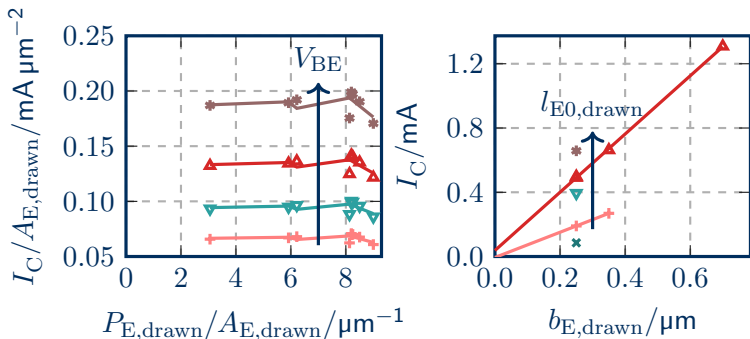 I_C/A_E,drawn/mA μm⁻²
0.25
0.20
0.15
0.10
0.05
V_BE
0 2 4 6 8
P_E,drawn/A_E,drawn/μm⁻¹
I_C/mA
1.2
0.8
0.4
0.0
l_E0,drawn
0.0 0.2 0.4 0.6
b_E,drawn/μm